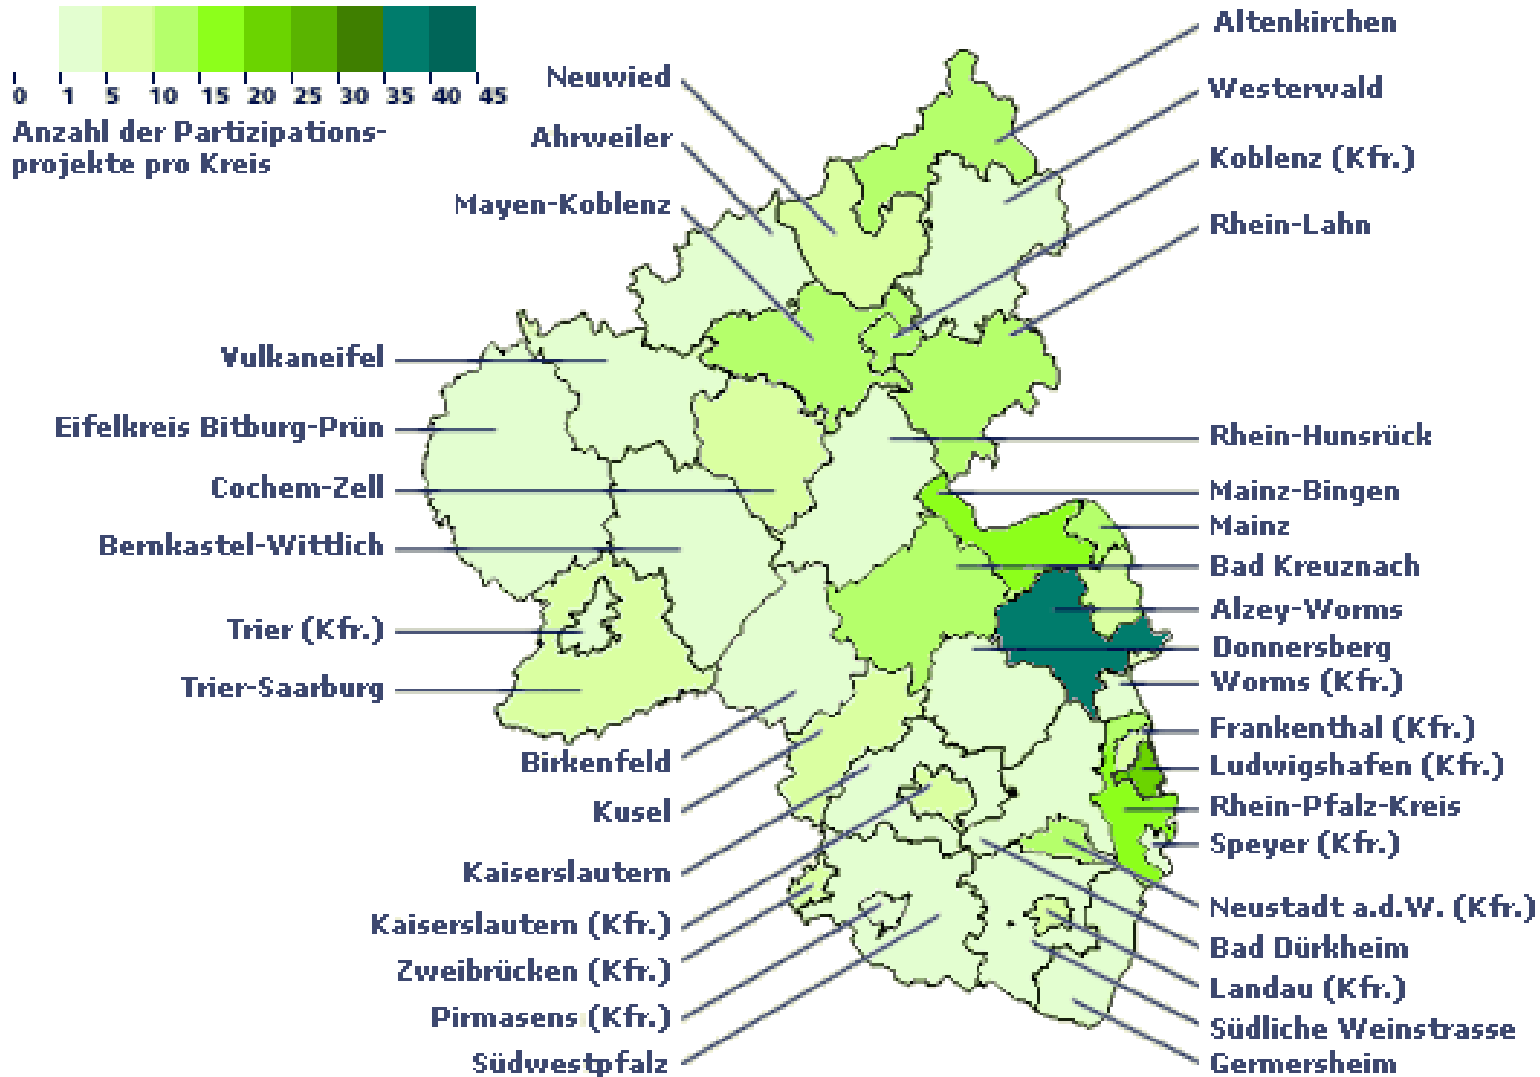 0 1 5 10 15 20 25 30 35 40 45
Anzahl der Partizipations-
projekte pro Kreis
Neuwied
Ahrweiler
Mayen-Koblenz
Vulkaneifel
Eifelkreis Bitburg-Prün
Cochem-Zell
Bernkastel-Wittlich
Trier (Kfr.)
Trier-Saarburg
Birkenfeld
Kusel
Kaiserslautern
Kaiserslautern (Kfr.)
Zweibrücken (Kfr.)
Pirmasens (Kfr.)
Südwestpfalz
Altenkirchen
Westerwald
Koblenz (Kfr.)
Rhein-Lahn
Rhein-Hunsrück
Mainz-Bingen
Mainz
Bad Kreuznach
Alzey-Worms
Donnersberg
Worms (Kfr.)
Frankenthal (Kfr.)
Ludwigshafen (Kfr.)
Rhein-Pfalz-Kreis
Speyer (Kfr.)
Neustadt a.d.W. (Kfr.)
Bad Dürkheim
Landau (Kfr.)
Südliche Weinstrasse
Germersheim